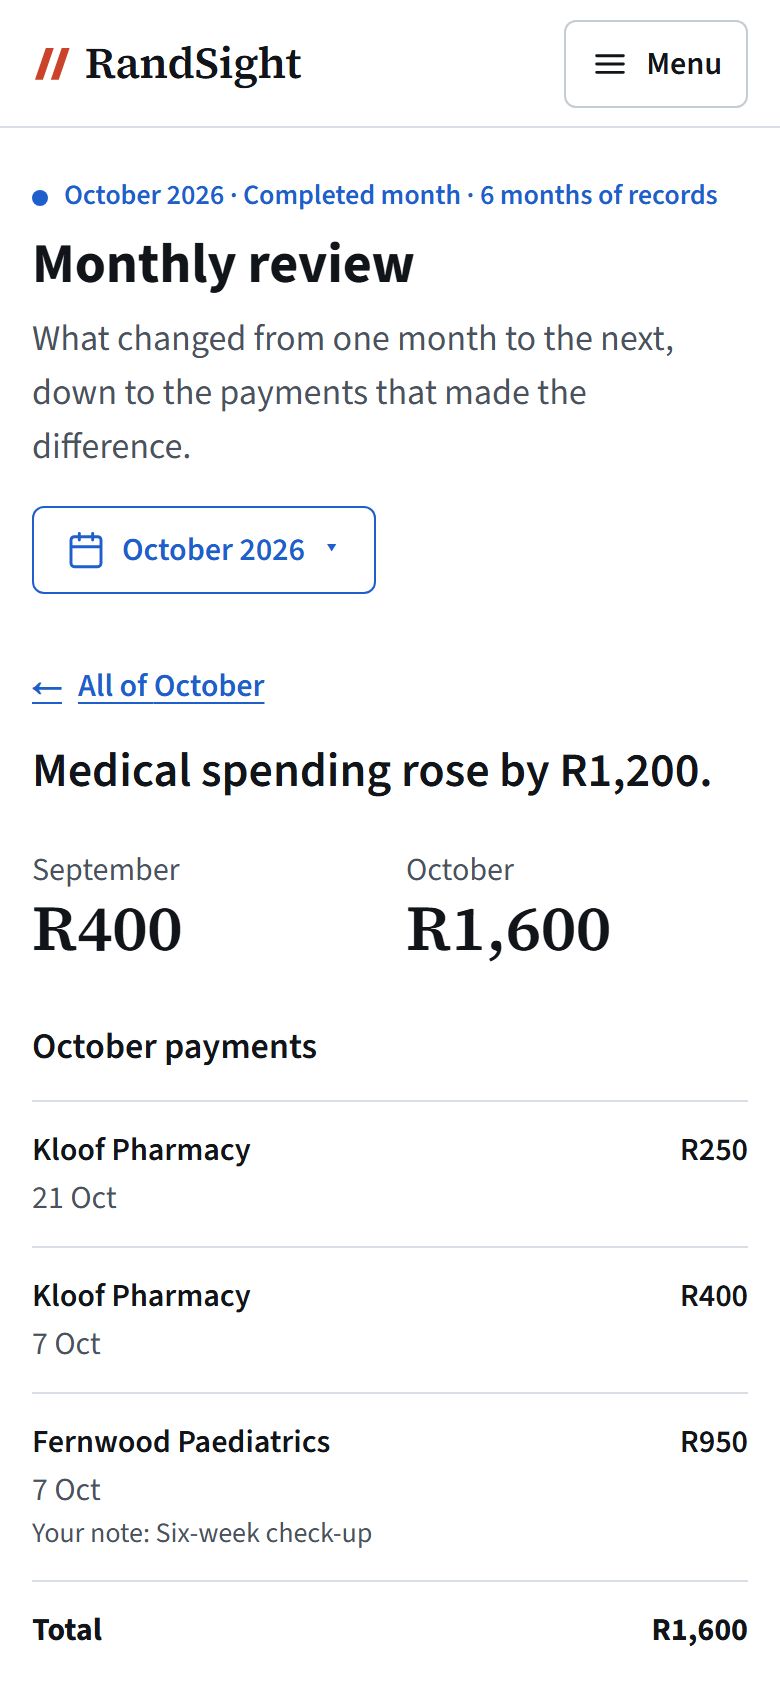 // RandSight
Menu
October 2026 · Completed month · 6 months of records
Monthly review
What changed from one month to the next,
down to the payments that made the
difference.
October 2026 ▾
← All of October
Medical spending rose by R1,200.
September
R400
October
R1,600
October payments
Kloof Pharmacy R250
21 Oct
Kloof Pharmacy R400
7 Oct
Fernwood Paediatrics R950
7 Oct
Your note: Six-week check-up
Total R1,600